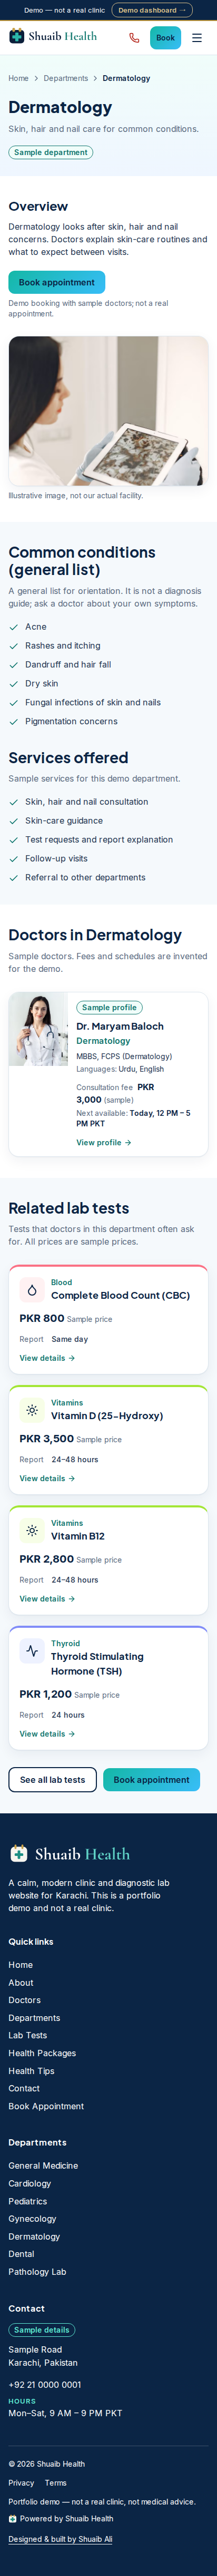 Demo — not a real clinic Demo dashboard →
Shuaib Health
Book
Home > Departments > Dermatology
Dermatology
Skin, hair and nail care for common conditions.
Sample department
Overview
Dermatology looks after skin, hair and nail
concerns. Doctors explain skin-care routines and
what to expect between visits.
Book appointment
Demo booking with sample doctors; not a real
appointment.
Illustrative image, not our actual facility.
Common conditions
(general list)
A general list for orientation. It is not a diagnosis
guide; ask a doctor about your own symptoms.
Acne
Rashes and itching
Dandruff and hair fall
Dry skin
Fungal infections of skin and nails
Pigmentation concerns
Services offered
Sample services for this demo department.
Skin, hair and nail consultation
Skin-care guidance
Test requests and report explanation
Follow-up visits
Referral to other departments
Doctors in Dermatology
Sample doctors. Fees and schedules are invented
for the demo.
Sample profile
Dr. Maryam Baloch
Dermatology
MBBS, FCPS (Dermatology)
Languages: Urdu, English
Consultation fee PKR
3,000 (sample)
Next available: Today, 12 PM – 5
PM PKT
View profile →
Related lab tests
Tests that doctors in this department often ask
for. All prices are sample prices.
Blood
Complete Blood Count (CBC)
PKR 800 Sample price
Report Same day
View details →
Vitamins
Vitamin D (25-Hydroxy)
PKR 3,500 Sample price
Report 24–48 hours
View details →
Vitamins
Vitamin B12
PKR 2,800 Sample price
Report 24–48 hours
View details →
Thyroid
Thyroid Stimulating
Hormone (TSH)
PKR 1,200 Sample price
Report 24 hours
View details →
See all lab tests Book appointment
Shuaib Health
A calm, modern clinic and diagnostic lab
website for Karachi. This is a portfolio
demo and not a real clinic.
Quick links
Home
About
Doctors
Departments
Lab Tests
Health Packages
Health Tips
Contact
Book Appointment
Departments
General Medicine
Cardiology
Pediatrics
Gynecology
Dermatology
Dental
Pathology Lab
Contact
Sample details
Sample Road
Karachi, Pakistan
+92 21 0000 0001
HOURS
Mon–Sat, 9 AM – 9 PM PKT
© 2026 Shuaib Health
Privacy Terms
Portfolio demo — not a real clinic, not medical advice.
Powered by Shuaib Health
Designed & built by Shuaib Ali